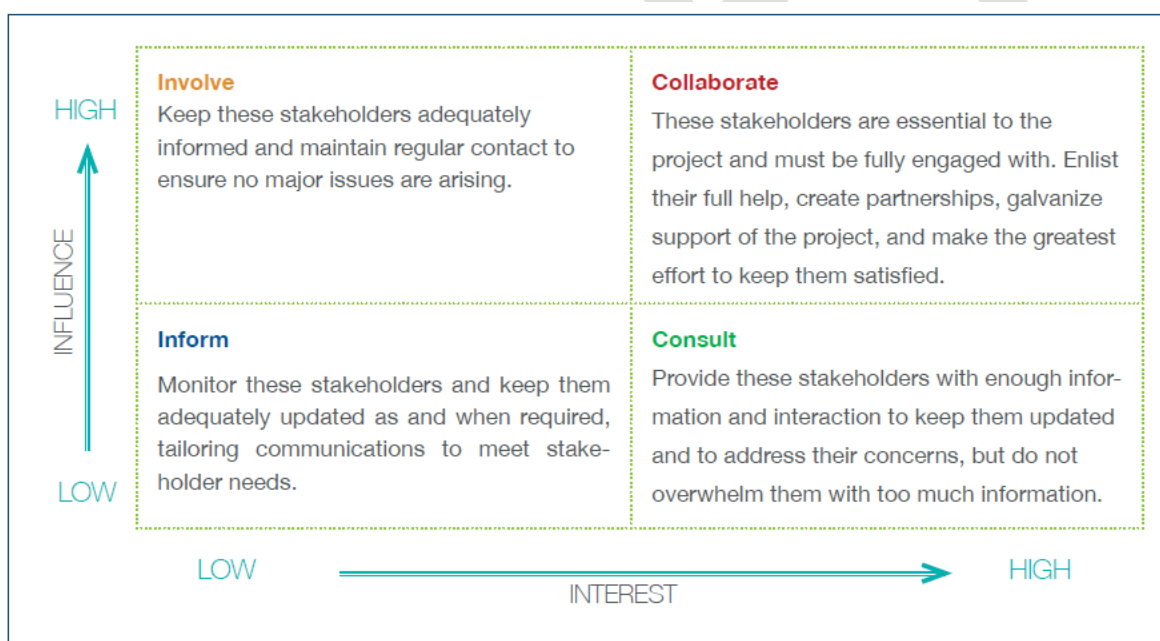 HIGH
INFLUENCE
LOW
Involve
Keep these stakeholders adequately
informed and maintain regular contact to
ensure no major issues are arising.
Collaborate
These stakeholders are essential to the
project and must be fully engaged with. Enlist
their full help, create partnerships, galvanize
support of the project, and make the greatest
effort to keep them satisfied.
Inform
Monitor these stakeholders and keep them
adequately updated as and when required,
tailoring communications to meet stake-
holder needs.
Consult
Provide these stakeholders with enough infor-
mation and interaction to keep them updated
and to address their concerns, but do not
overwhelm them with too much information.
LOW
INTEREST
HIGH